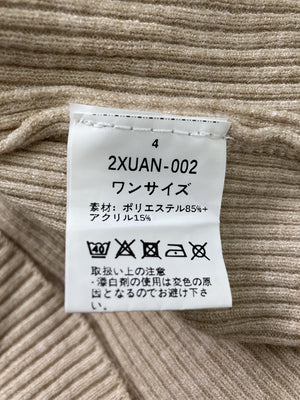 4
2XUAN-002
ワンサイズ
素材: ポリエステル85%+
アクリル15%
40
取扱い上の注意
-漂白剤の使用は変色の原
因となるのでお避け下さ
い。